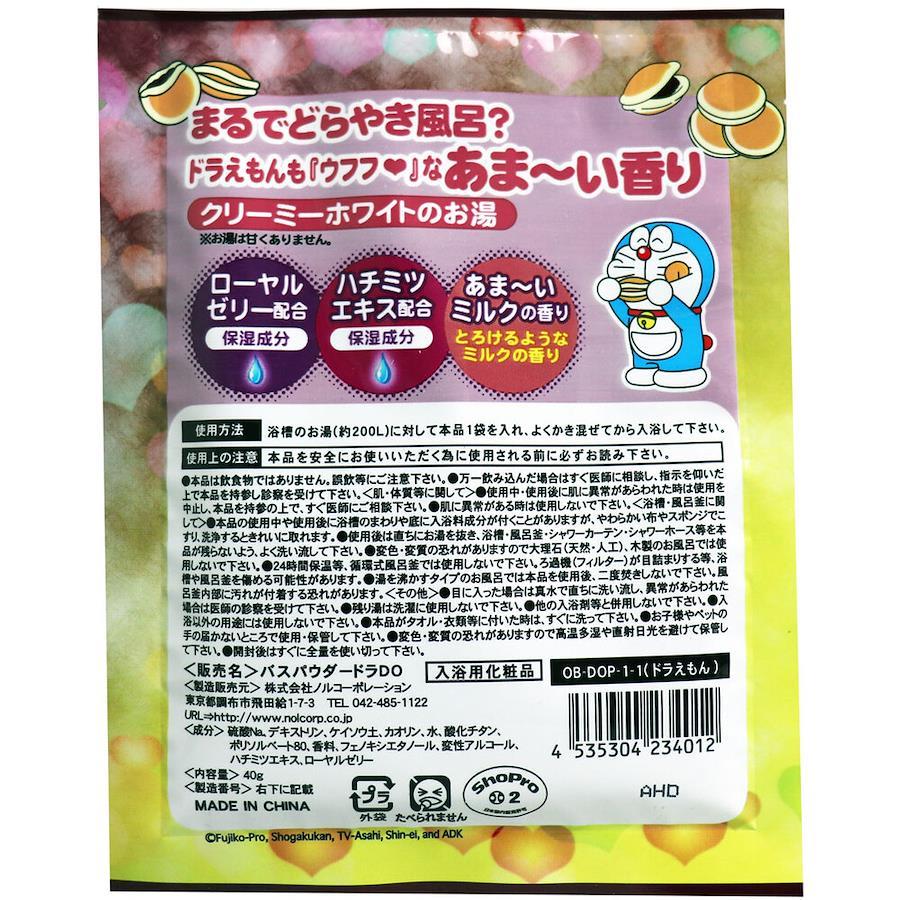 まるでどらやき風呂?
ドラえもんも『ウフフ♥』なあま〜い香り
クリーミーホワイトのお湯
※お湯は甘くありません。
ローヤル
ゼリー配合
保湿成分
ハチミツ
エキス配合
保湿成分
あま〜い
ミルクの香り
とろけるような
ミルクの香り
使用方法 浴槽のお湯(約200L)に対して本品1袋を入れ、よくかき混ぜてから入浴して下さい。
使用上の注意 本品を安全にお使いいただく為に使用される前に必ずお読み下さい。
●本品は飲食物ではありません。誤飲等にご注意下さい。●万一飲み込んだ場合はすぐ医師に相談し、指示を仰いだ
上で本品を持参し診察を受けて下さい。<肌・体質等に関して>●使用中・使用後に肌に異常があらわれた時は使用を
中止し、本品を持参の上で、すぐ医師にご相談下さい。●肌に異常がある時は使用しないで下さい。<浴槽・風呂釜に関
して>●本品の使用中や使用後に浴槽のまわりや底に入浴料成分が付くことがありますが、やわらかい布やスポンジでこ
すり、洗浄するときれいに取れます。●使用後は直ちにお湯を抜き、浴槽・風呂釜・シャワーカーテン・シャワーホース等を本
品が残らないよう、よく洗い流して下さい。●変色・変質の恐れがありますので大理石(天然・人工)、木製のお風呂では使
用しないで下さい。●24時間保温等、循環式風呂釜では使用しないで下さい。ろ過機(フィルター)が目詰まりする等、浴
槽や風呂釜を傷める可能性があります。●湯を沸かすタイプのお風呂では本品を使用後、二度焚きしないで下さい。風
呂釜内部に汚れが付着する恐れがあります。<その他>●目に入った場合は真水で直ちに洗い流し、異常があらわれた
場合は医師の診察を受けて下さい。●残り湯は洗濯に使用しないで下さい。●他の入浴剤等と併用しないで下さい。●入
浴以外の用途には使用しないで下さい。●本品がタオル・衣類等に付いた時は、すぐに洗って下さい。●お子様やペットの
手の届かないところで使用・保管して下さい。●変色・変質の恐れがありますので高温多湿や直射日光を避けて保管し
て下さい。●開封後はすぐに全量を使い切って下さい。
<販売名>バスパウダードラDO 入浴用化粧品 OB-DOP-1-1(ドラえもん)
<製造販売元> 株式会社ノルコーポレーション
東京都調布市飛田給1-7-3 TEL 042-485-1122
URL⇒http://www.nolcorp.co.jp
<成分> 硫酸Na、デキストリン、ケイソウ土、カオリン、水、酸化チタン、
ポリソルベート80、香料、フェノキシエタノール、変性アルコール、
ハチミツエキス、ローヤルゼリー
4 535304 234012
<内容量> 40g
<製造番号> 右下に記載
MADE IN CHINA
プラ
外袋
たべられません
ShoPro
2
日本国内販売許可
AHD
©Fujiko-Pro, Shogakukan, TV-Asahi, Shin-ei, and ADK